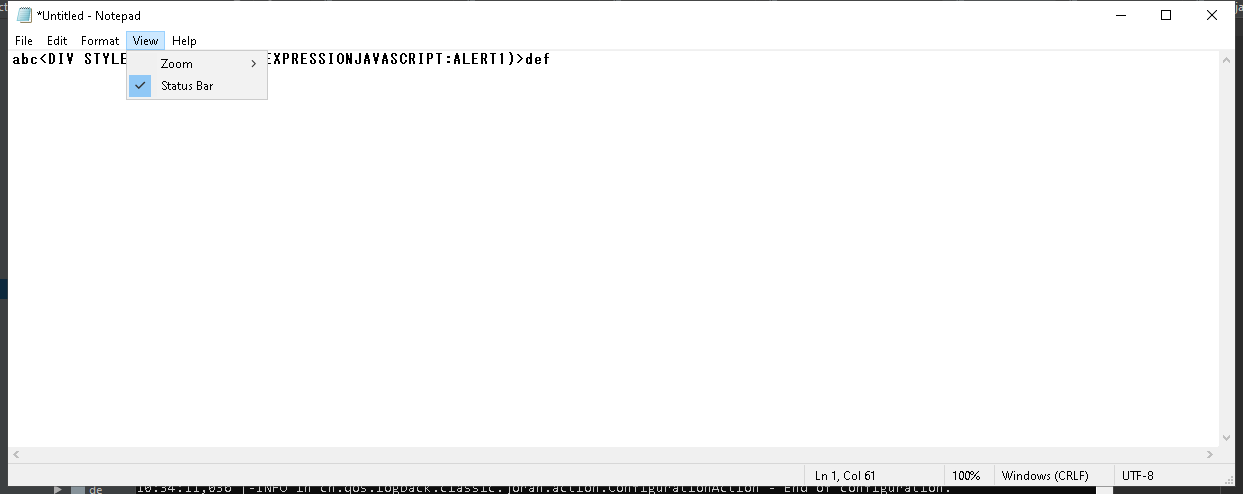 *Untitled - Notepad
File Edit Format View Help
abc<DIV STYLE EXPRESSIONJAVASCRIPT:ALERT1)>def
Zoom
Status Bar
Ln 1, Col 61 100% Windows (CRLF) UTF-8
de 10:34:11,036 |-INFO in ch.qos.logback.classic.joran.action.ConfigurationAction - End of configuration.